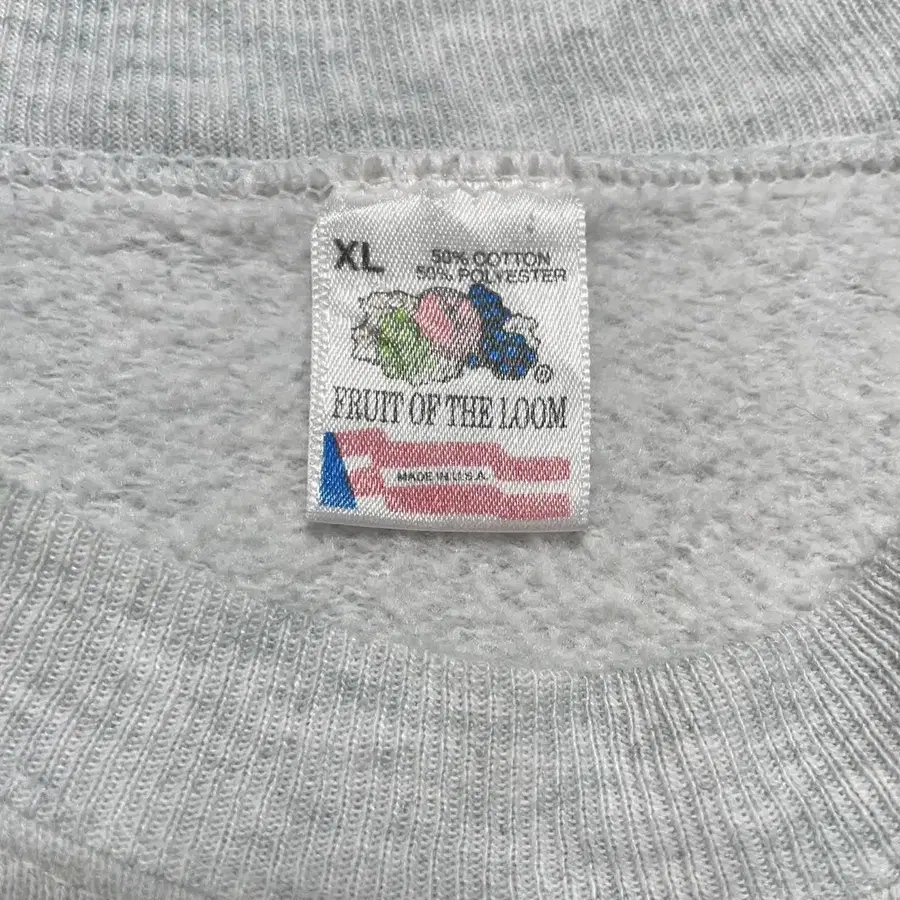 XL
50% COTTON
50% POLYESTER
®
FRUIT OF THE LOOM
MADE IN U.S.A.